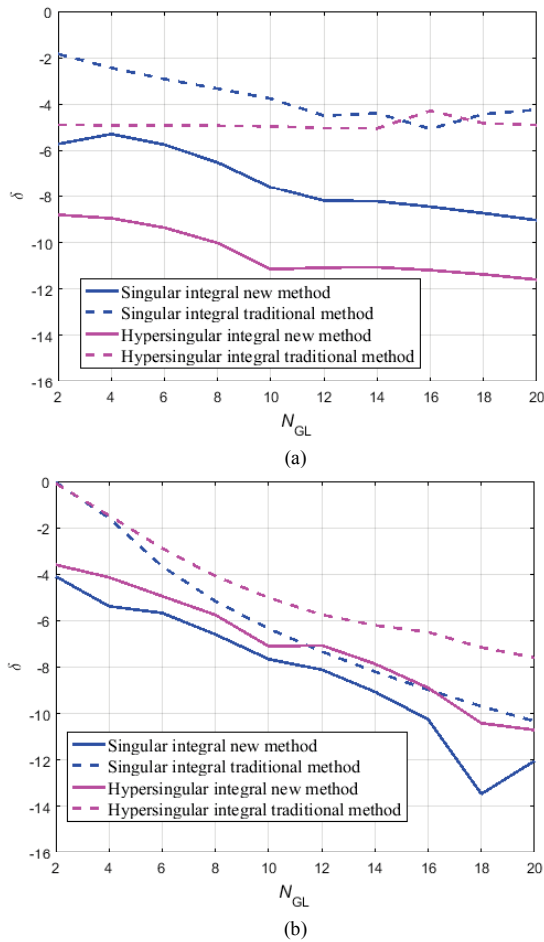 0
-2
-4
-6
-8
-10
-12
-14
-16
δ
Singular integral new method
Singular integral traditional method
Hypersingular integral new method
Hypersingular integral traditional method
2 4 6 8 10 12 14 16 18 20
N_GL
(a)
0
-2
-4
-6
-8
-10
-12
-14
-16
δ
Singular integral new method
Singular integral traditional method
Hypersingular integral new method
Hypersingular integral traditional method
2 4 6 8 10 12 14 16 18 20
N_GL
(b)